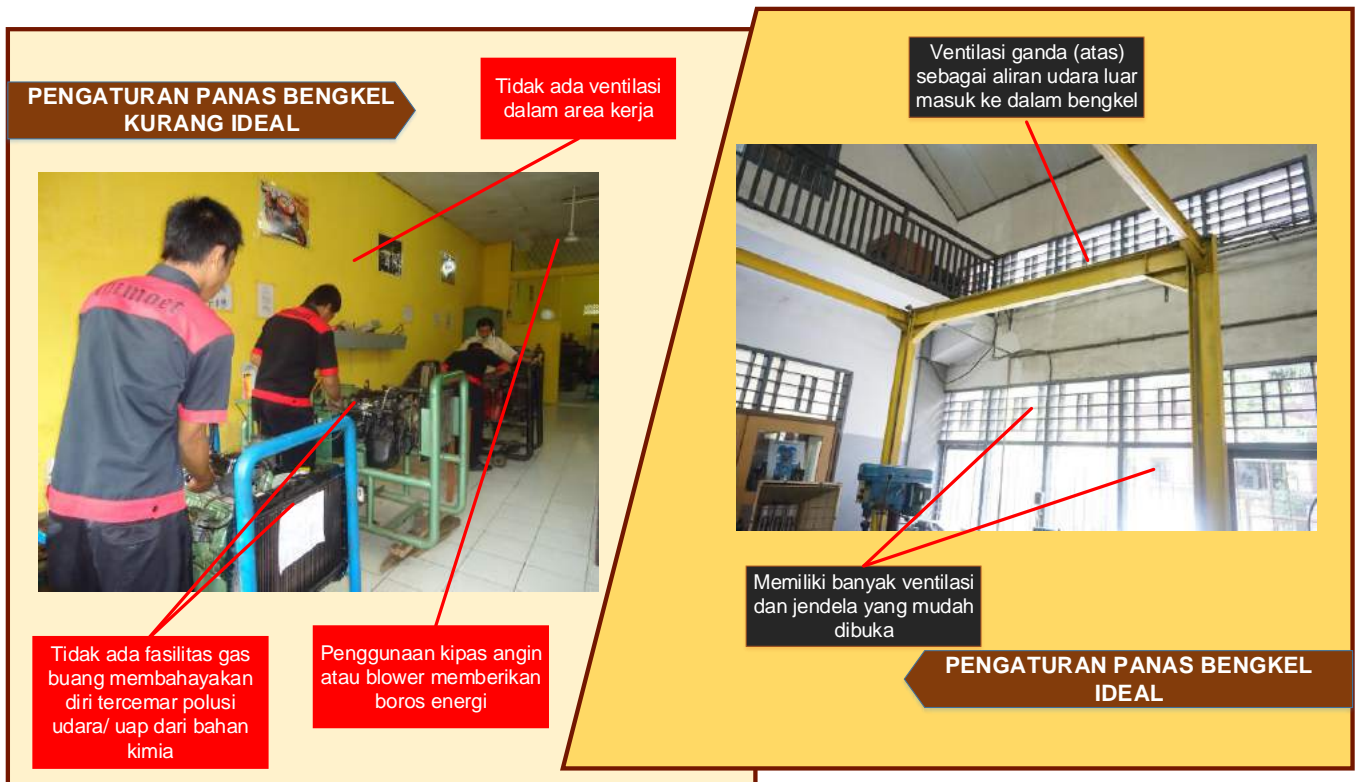 PENGATURAN PANAS BENGKEL
KURANG IDEAL
Tidak ada ventilasi
dalam area kerja
Tidak ada fasilitas gas
buang membahayakan
diri tercemar polusi
udara/ uap dari bahan
kimia
Penggunaan kipas angin
atau blower memberikan
boros energi
Ventilasi ganda (atas)
sebagai aliran udara luar
masuk ke dalam bengkel
Memiliki banyak ventilasi
dan jendela yang mudah
dibuka
PENGATURAN PANAS BENGKEL
IDEAL